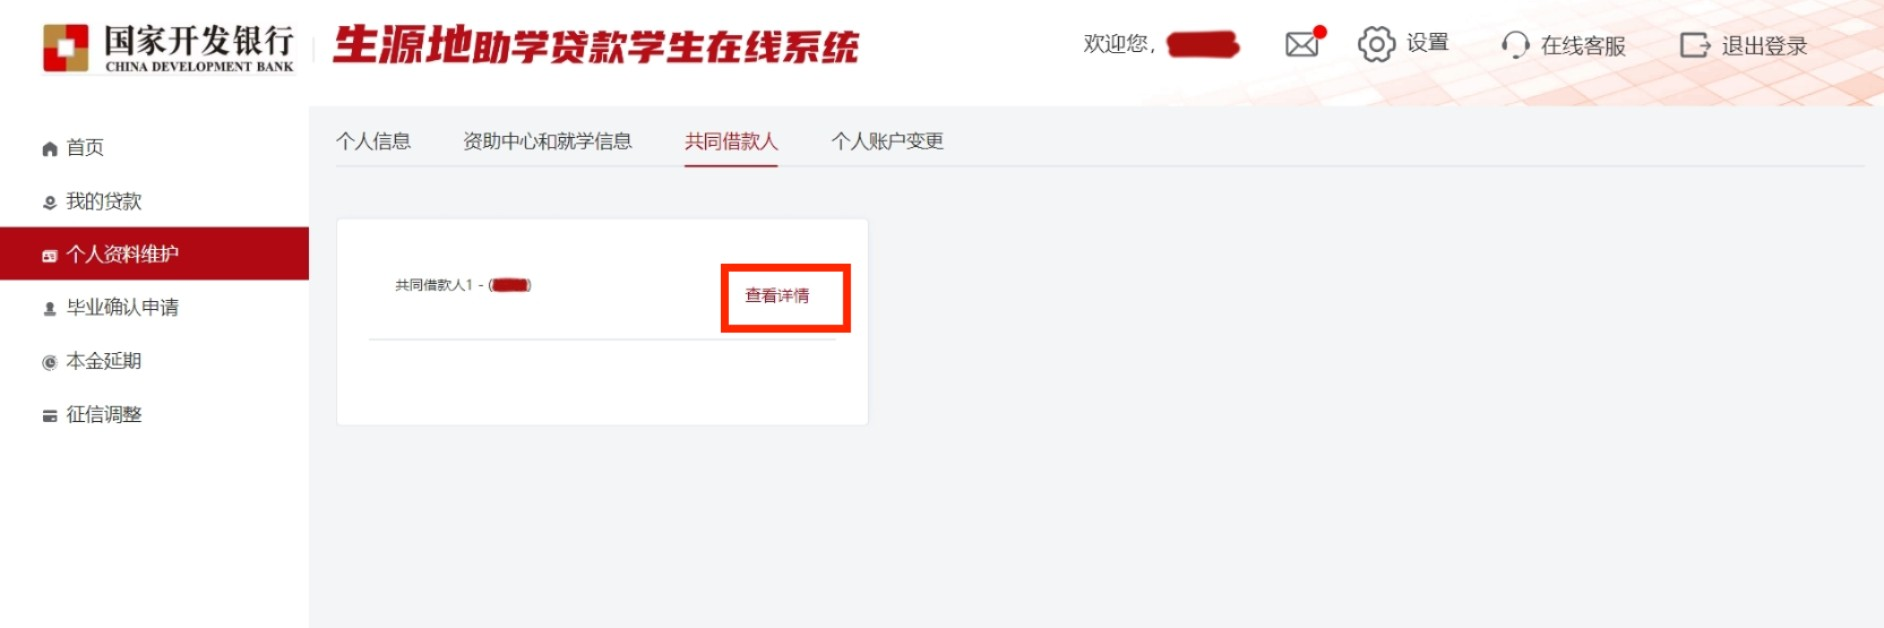 国家开发银行
CHINA DEVELOPMENT BANK
生源地助学贷款学生在线系统
欢迎您,
设置
在线客服
退出登录
首页
我的贷款
个人资料维护
毕业确认申请
本金延期
征信调整
个人信息 资助中心和就学信息 共同借款人 个人账户变更
共同借款人1 - ( )
查看详情